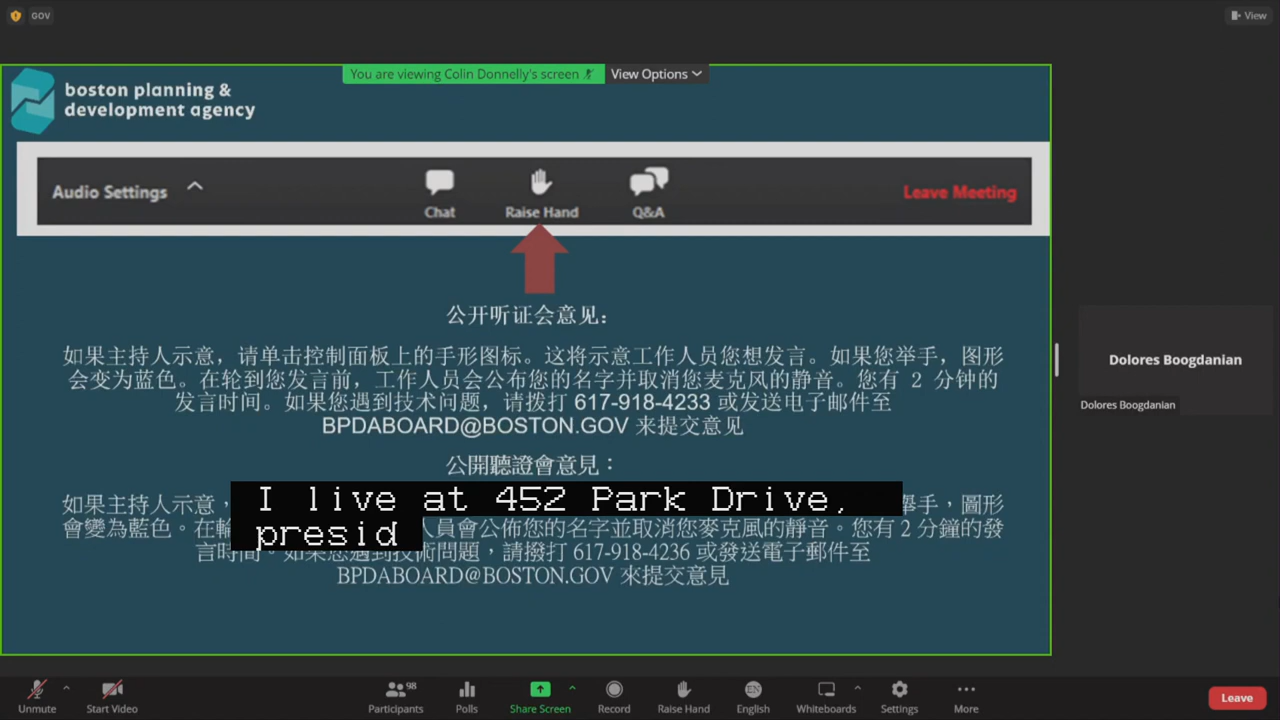 GOV
View
You are viewing Colin Donnelly's screen
View Options
boston planning &
development agency
Audio Settings
Chat
Raise Hand
Q&A
Leave Meeting
公开听证会意见：
如果主持人示意，请单击控制面板上的手形图标。这将示意工作人员您想发言。如果您举手，图形
会变为蓝色。在轮到您发言前，工作人员会公布您的名字并取消您麦克风的静音。您有 2 分钟的
发言时间。如果您遇到技术问题，请拨打 617-918-4233 或发送电子邮件至
BPDABOARD@BOSTON.GOV 来提交意见
Dolores Boogdanian
Dolores Boogdanian
公開聽證會意見：
如果主持人示意，
舉手，圖形
I live at 452 Park Drive,
presid
會變為藍色。在
人員會公佈您的名字並取消您麥克風的靜音。您有 2 分鐘的發
言時間。如果您遇到技術問題，請撥打 617-918-4236 或發送電子郵件至
BPDABOARD@BOSTON.GOV 來提交意見
Unmute
Start Video
98
Participants
Polls
Share Screen
Record
Raise Hand
EN
English
Whiteboards
Settings
More
Leave